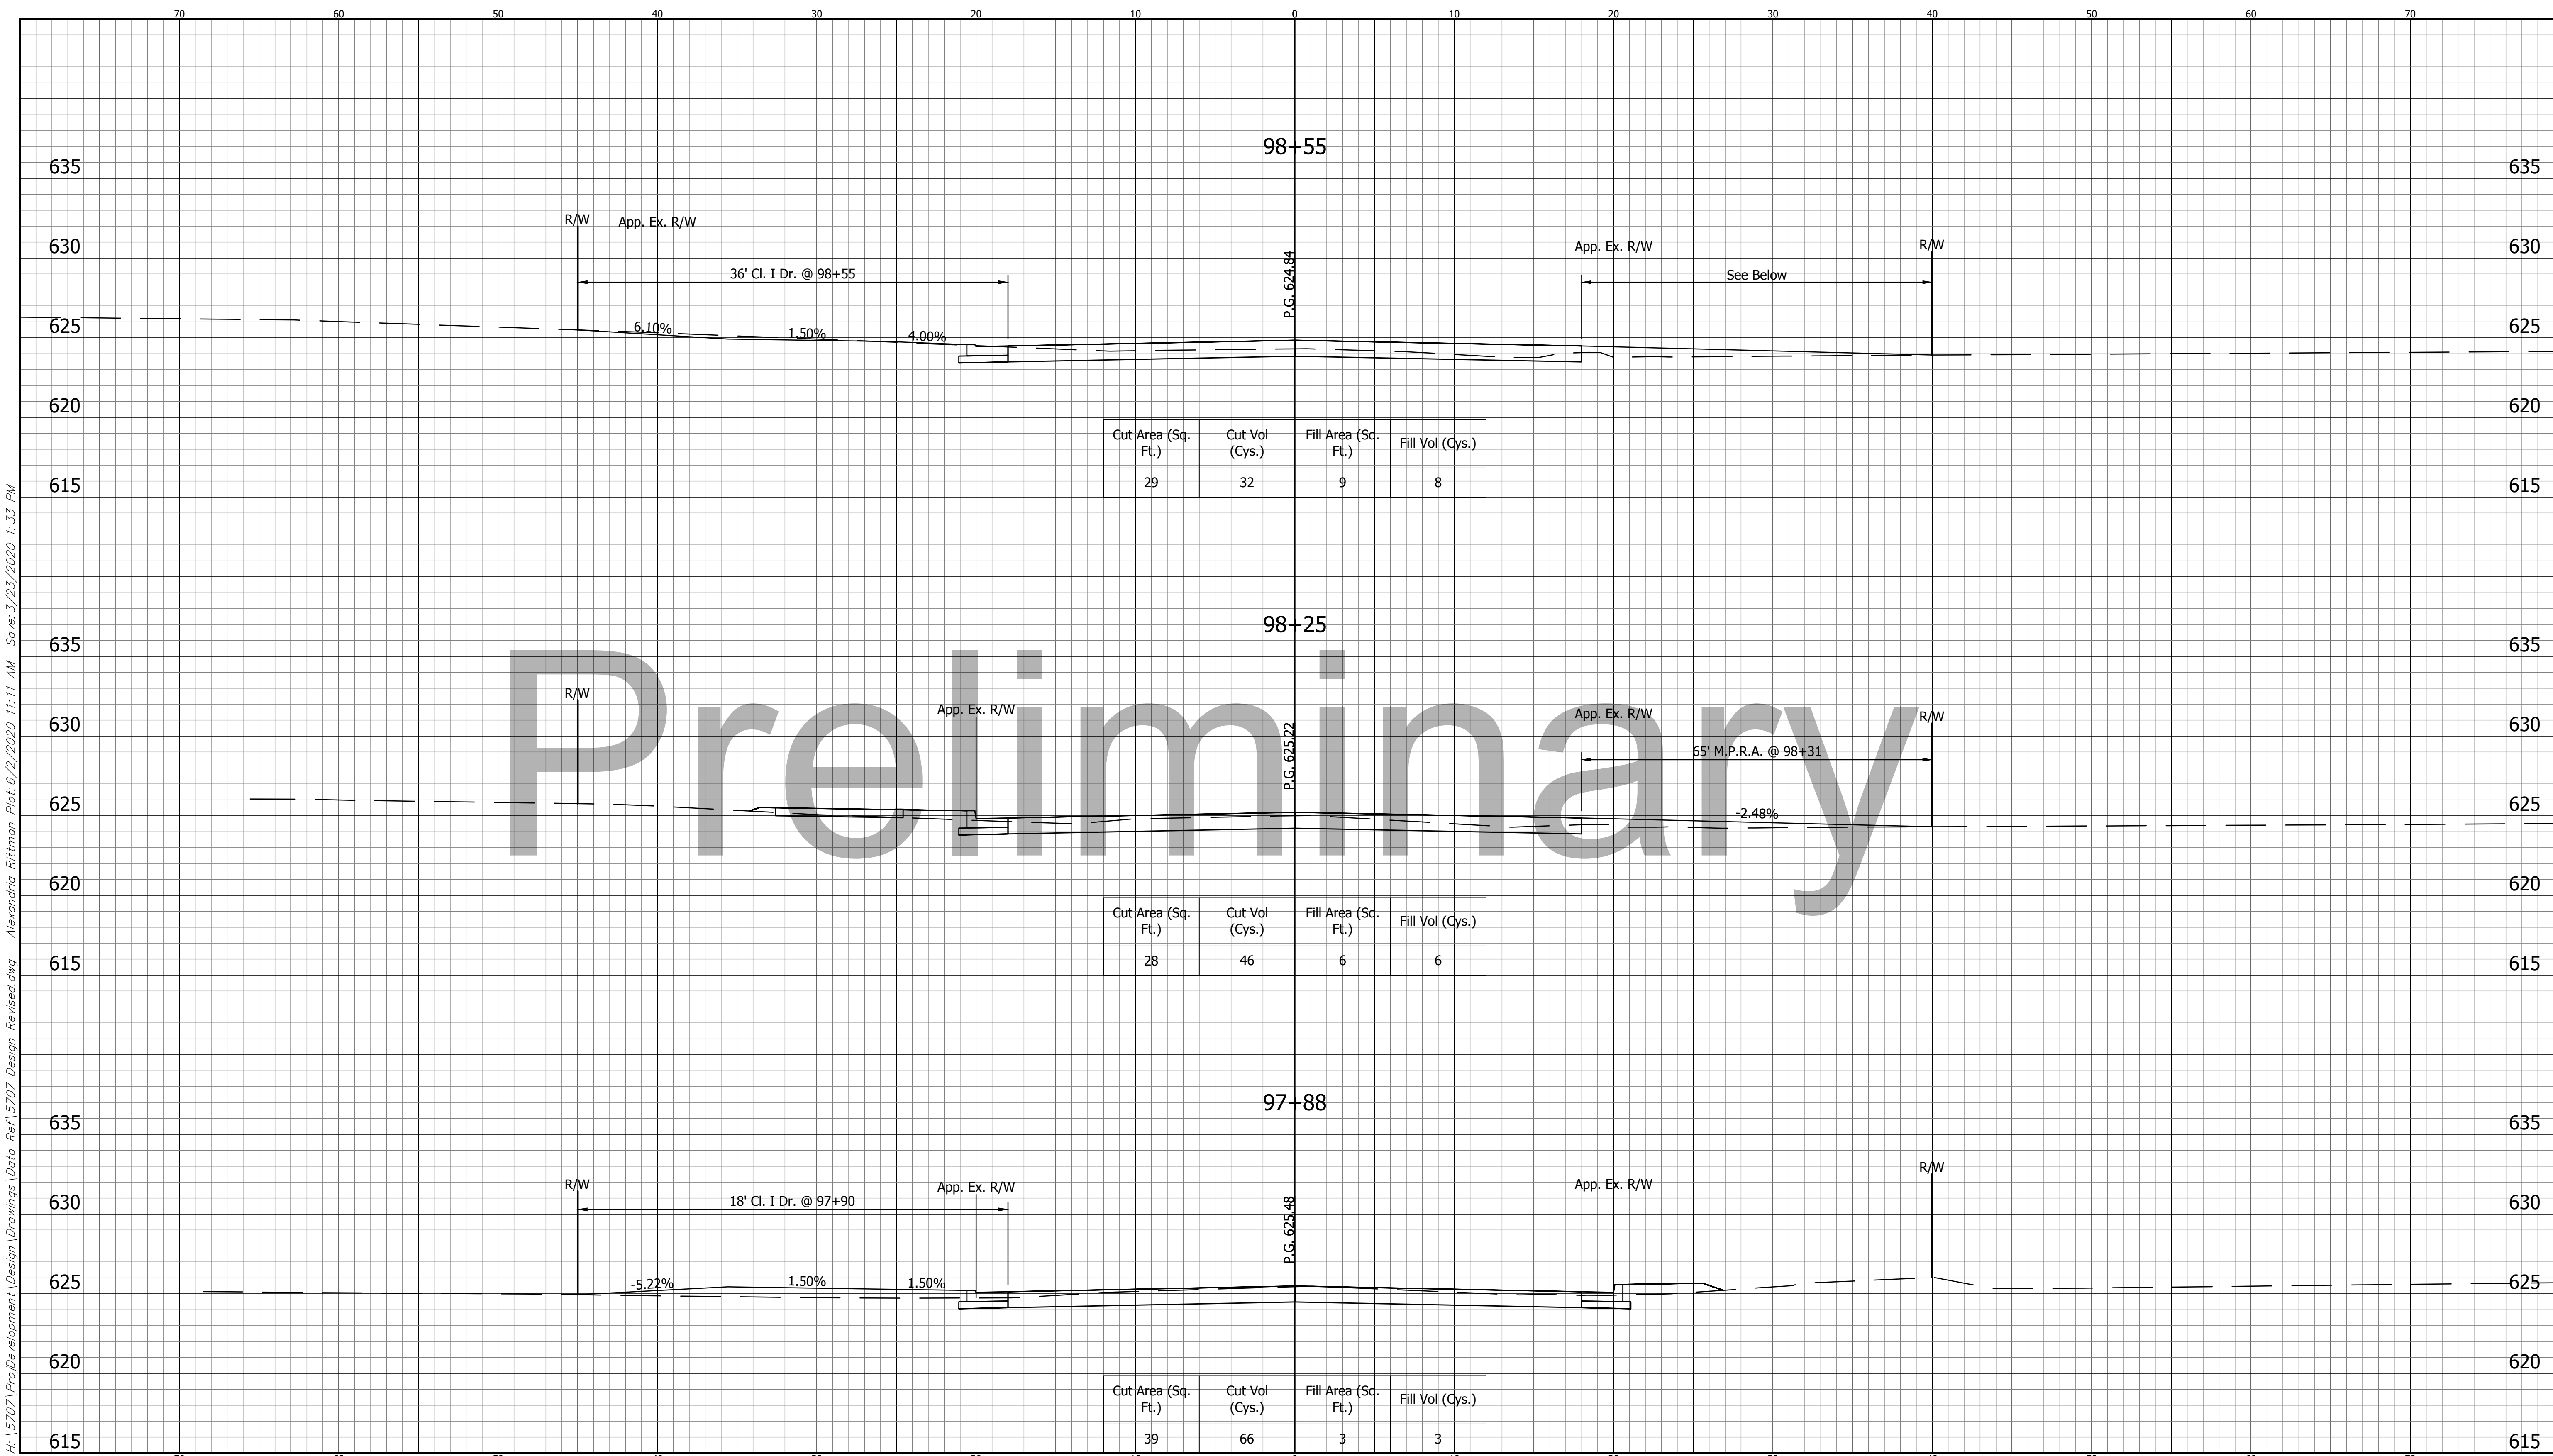 70 60 50 40 30 20 10 0 10 20 30 40 50 60 70
98+55
635 635
R/W App. Ex. R/W
630 App. Ex. R/W R/W 630
36' Cl. I Dr. @ 98+55 P.G. 624.84 See Below
625 6.10% 1.50% 4.00% 625
620 620
Cut Area (Sq. Ft.) Cut Vol (Cys.) Fill Area (Sq. Ft.) Fill Vol (Cys.)
615 29 32 9 8 615
98+25
635 635
Preliminary
R/W
630 App. Ex. R/W App. Ex. R/W R/W 630
P.G. 625.22 65' M.P.R.A. @ 98+31
625 -2.48% 625
620 620
Cut Area (Sq. Ft.) Cut Vol (Cys.) Fill Area (Sq. Ft.) Fill Vol (Cys.)
615 28 46 6 6 615
97+88
635 635
R/W App. Ex. R/W App. Ex. R/W R/W
630 18' Cl. I Dr. @ 97+90 P.G. 625.48 630
625 -5.22% 1.50% 1.50% 625
620 620
Cut Area (Sq. Ft.) Cut Vol (Cys.) Fill Area (Sq. Ft.) Fill Vol (Cys.)
615 39 66 3 3 615
H:\5707\ProjDevelopment\Design\Drawings\Data Ref\5707 Design Revised.dwg Alexandria Rittman Plot: 6/2/2020 11:11 AM Save: 3/23/2020 1:33 PM